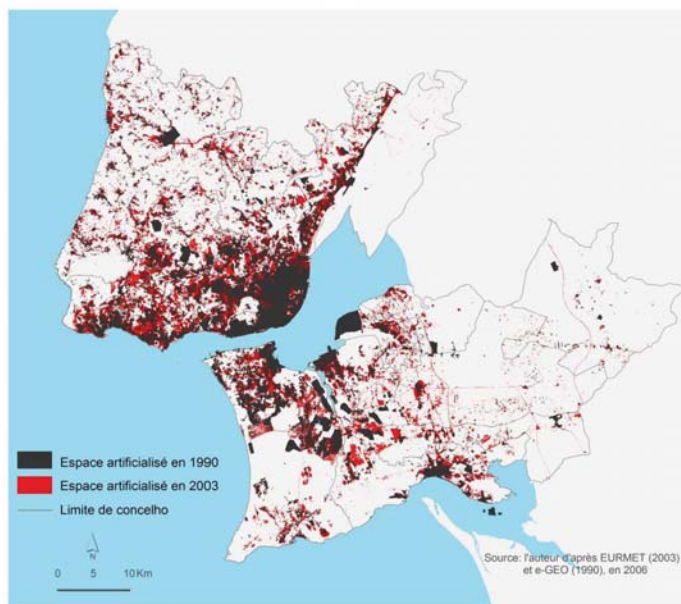 Espace artificialisé en 1990
Espace artificialisé en 2003
Limite de concelho
N
0 5 10 Km
Source: l'auteur d'après EURMET (2003)
et e-GEO (1990), en 2006